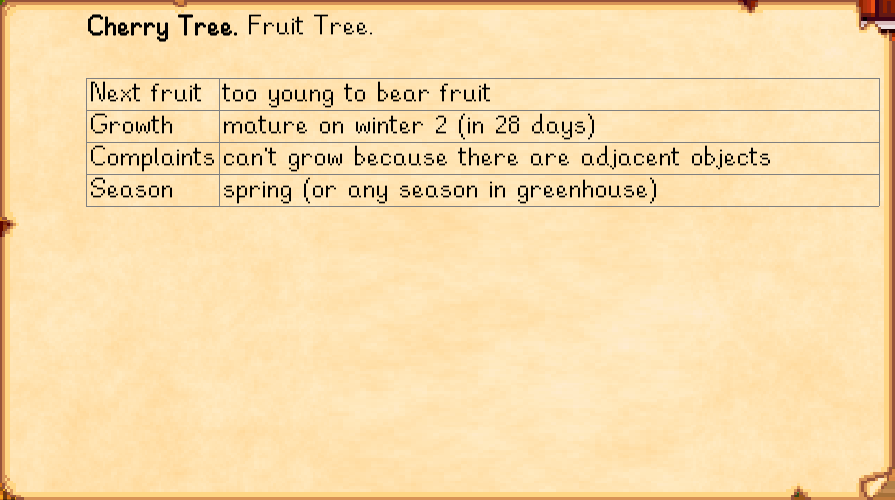 Cherry Tree. Fruit Tree.
Next fruit too young to bear fruit
Growth mature on winter 2 (in 28 days)
Complaints can't grow because there are adjacent objects
Season spring (or any season in greenhouse)